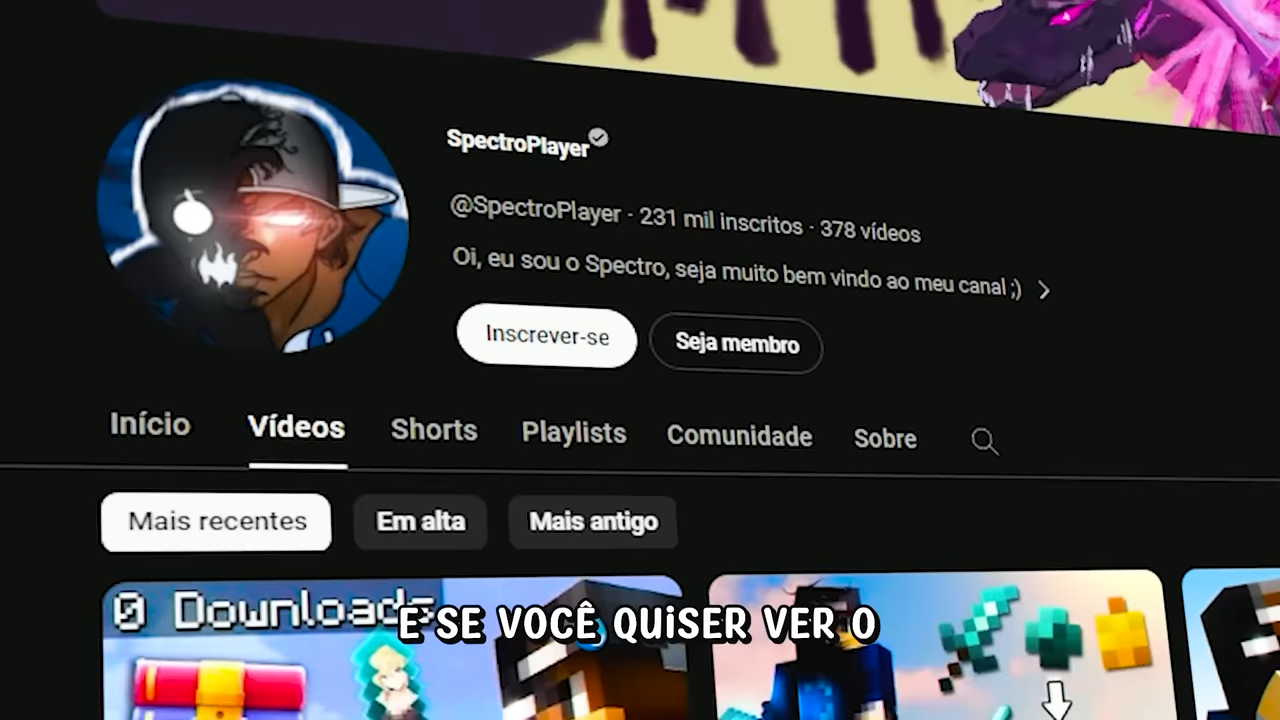 SpectroPlayer
@SpectroPlayer · 231 mil inscritos · 378 vídeos
Oi, eu sou o Spectro, seja muito bem vindo ao meu canal ;)
Inscrever-se
Seja membro
Início
Vídeos
Shorts
Playlists
Comunidade
Sobre
Mais recentes
Em alta
Mais antigo
0 Downloads
E SE VOCÊ QUiSER VER O